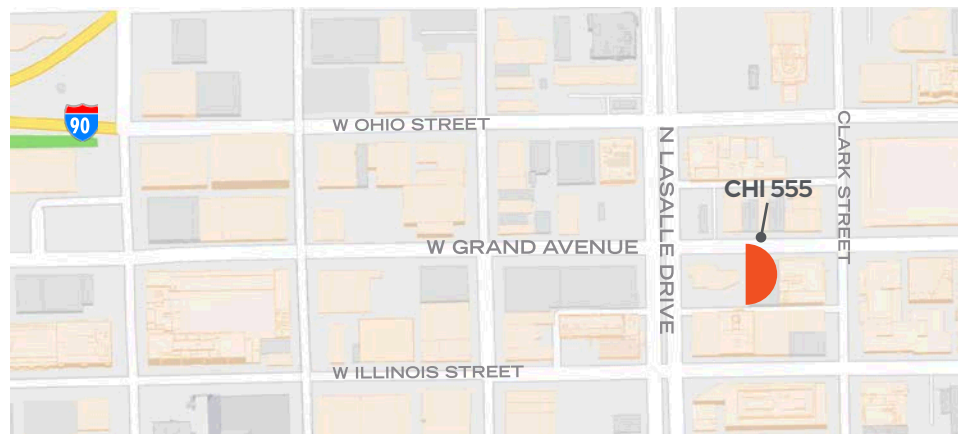 90
W OHIO STREET
CLARK STREET
N LASALLE DRIVE
CHI 555
W GRAND AVENUE
W ILLINOIS STREET